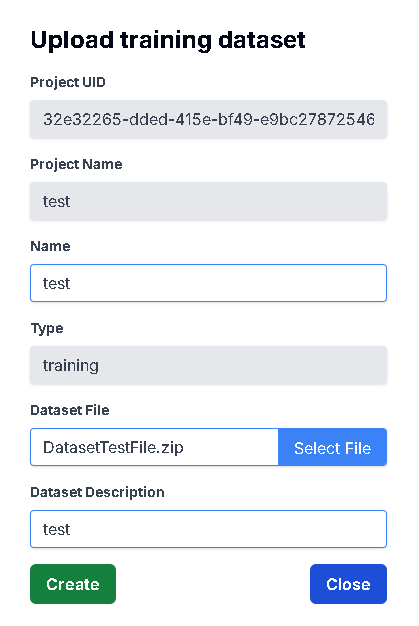 Upload training dataset
Project UID
32e32265-dded-415e-bf49-e9bc27872546
Project Name
test
Name
test
Type
training
Dataset File
DatasetTestFile.zip Select File
Dataset Description
test
Create Close